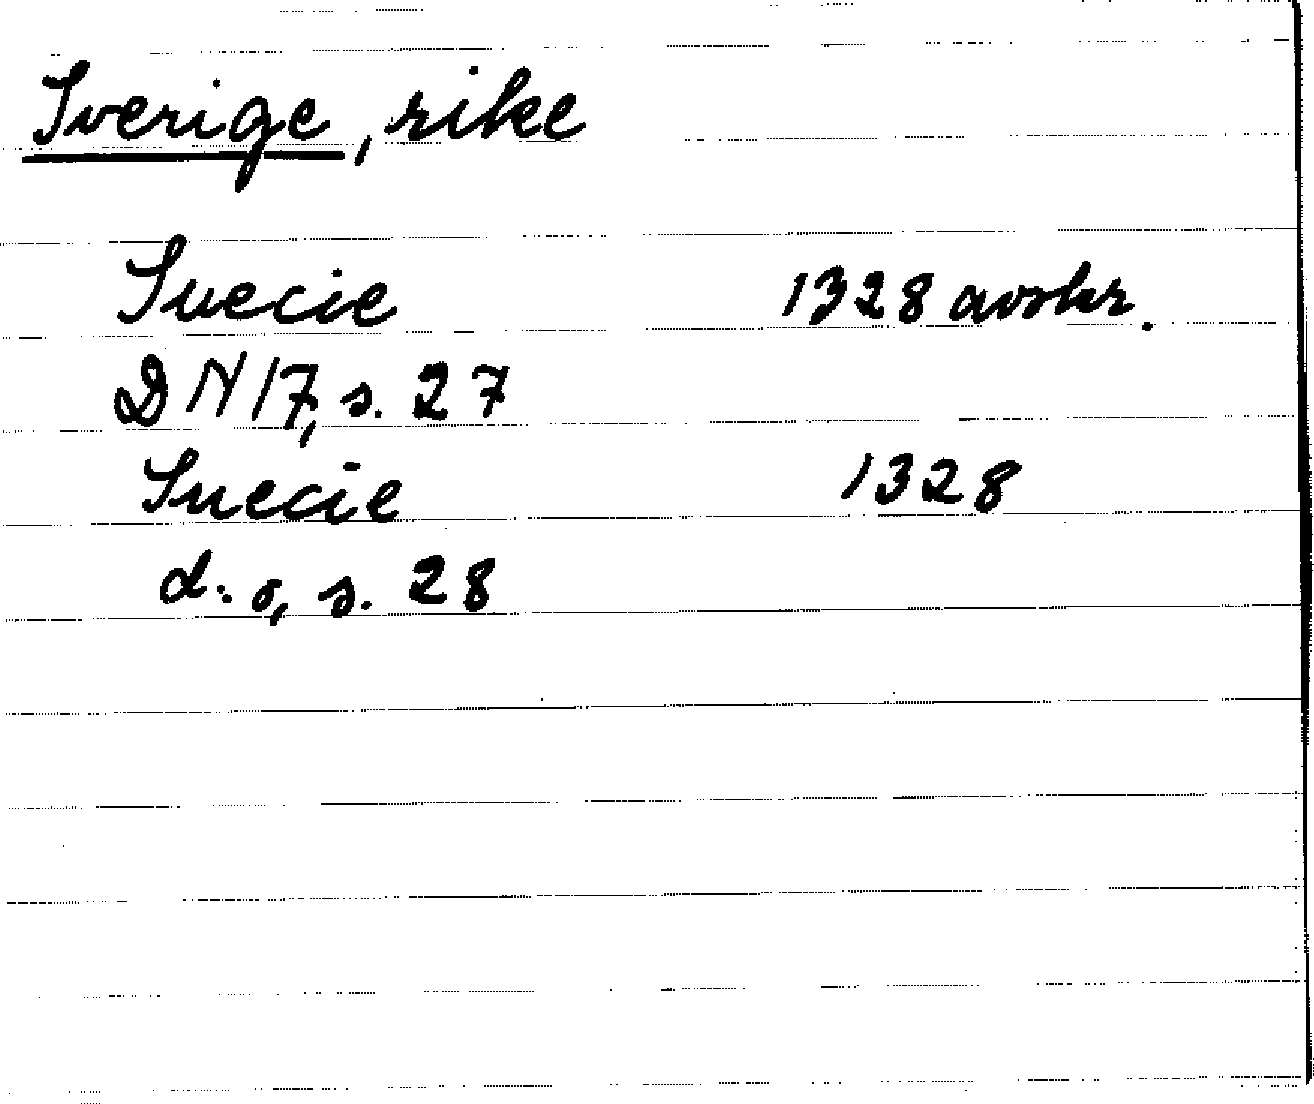 Sverige, rike
Suecie 1328 avskr.
DN 17, s. 27
Suecie 1328
d:o, s. 28